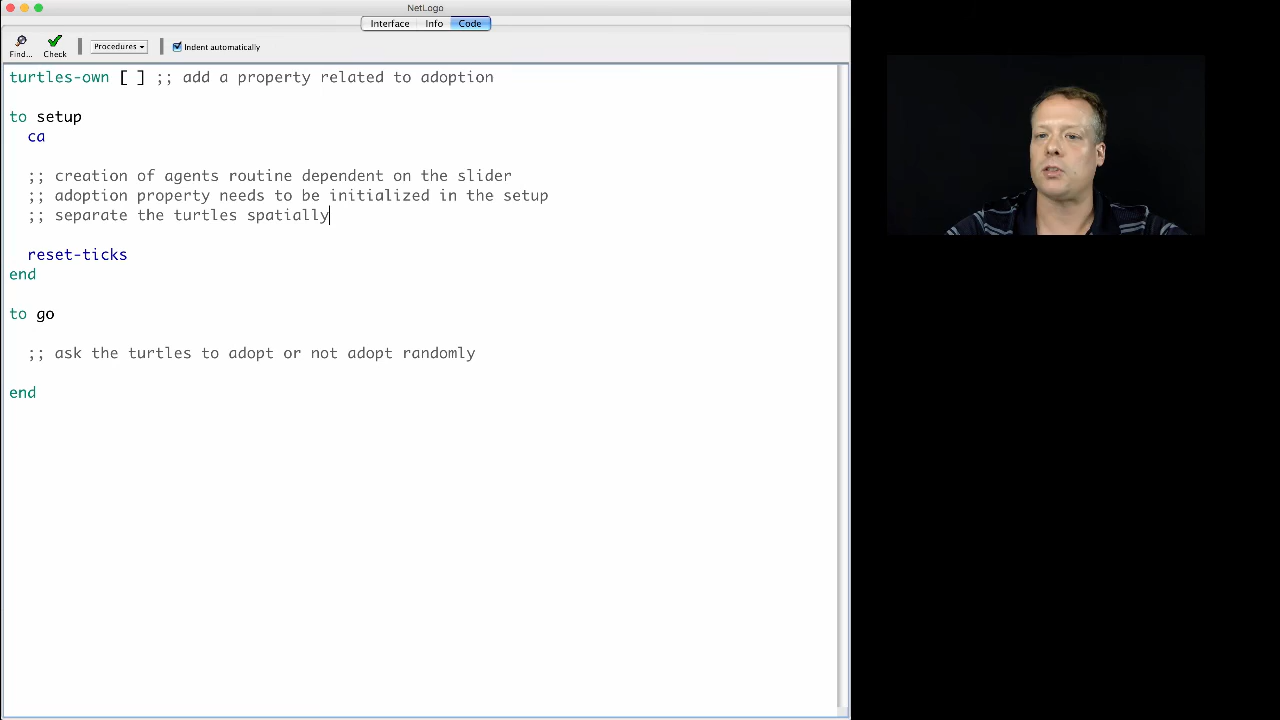 NetLogo
Interface Info Code
Find... Check Procedures Indent automatically
turtles-own [ ] ;; add a property related to adoption
to setup
ca
;; creation of agents routine dependent on the slider
;; adoption property needs to be initialized in the setup
;; separate the turtles spatially
reset-ticks
end
to go
;; ask the turtles to adopt or not adopt randomly
end